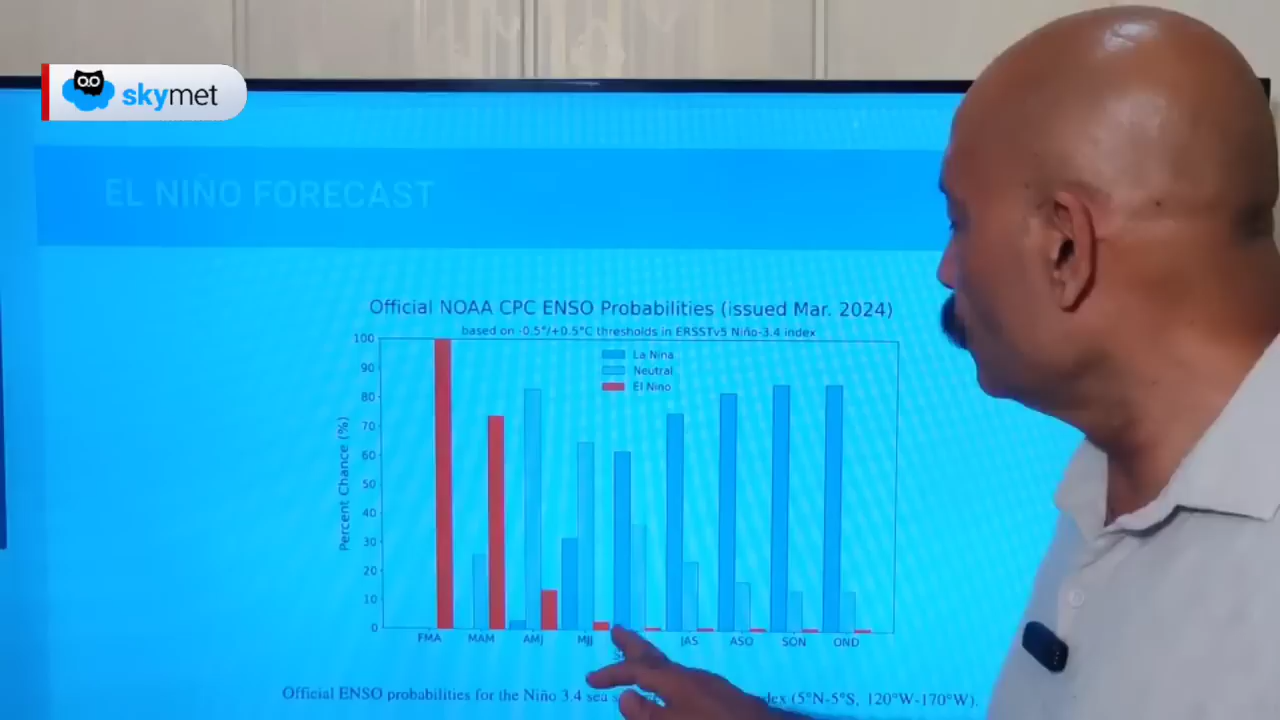 skymet
EL NIÑO FORECAST
Official NOAA CPC ENSO Probabilities (issued Mar. 2024)
based on -0.5°/+0.5°C thresholds in ERSSTv5 Niño-3.4 index
La Nina
Neutral
El Nino
Percent Chance (%)
100
90
80
70
60
50
40
30
20
10
0
FMA MAM AMJ MJJ JAS ASO SON OND
Official ENSO probabilities for the Niño 3.4 sea (5°N-5°S, 120°W-170°W).